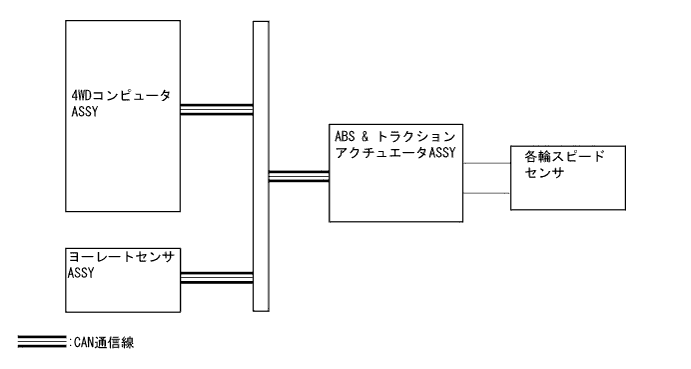 4WDコンピュータ
ASSY
ABS & トラクション
アクチュエータASSY
各輪スピード
センサ
ヨーレートセンサ
ASSY
:CAN通信線